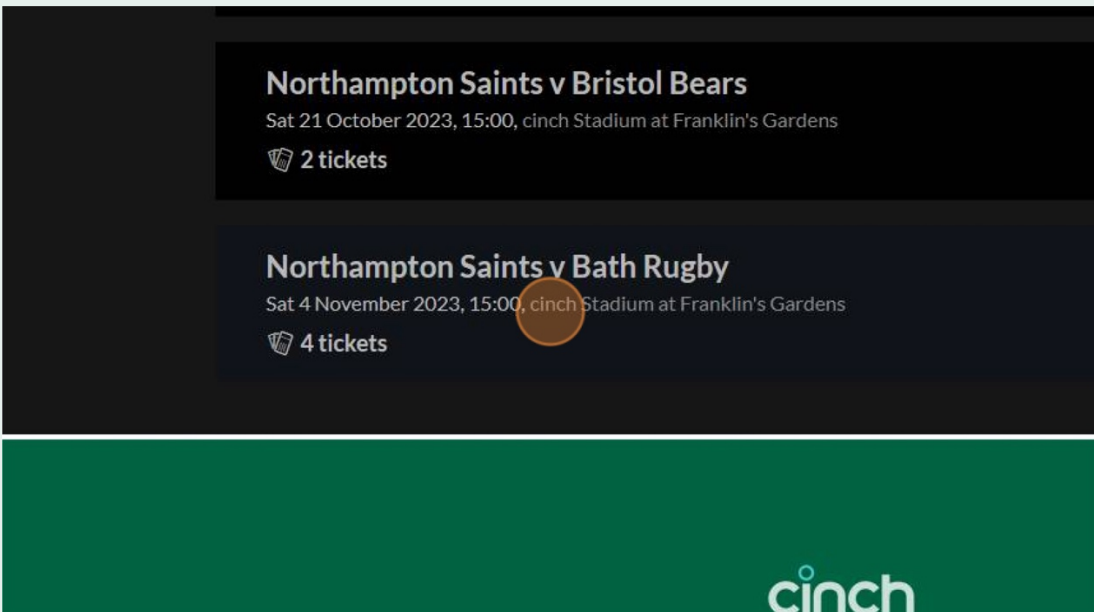 Northampton Saints v Bristol Bears
Sat 21 October 2023, 15:00, cinch Stadium at Franklin's Gardens
2 tickets
Northampton Saints v Bath Rugby
Sat 4 November 2023, 15:00, cinch Stadium at Franklin's Gardens
4 tickets
cinch